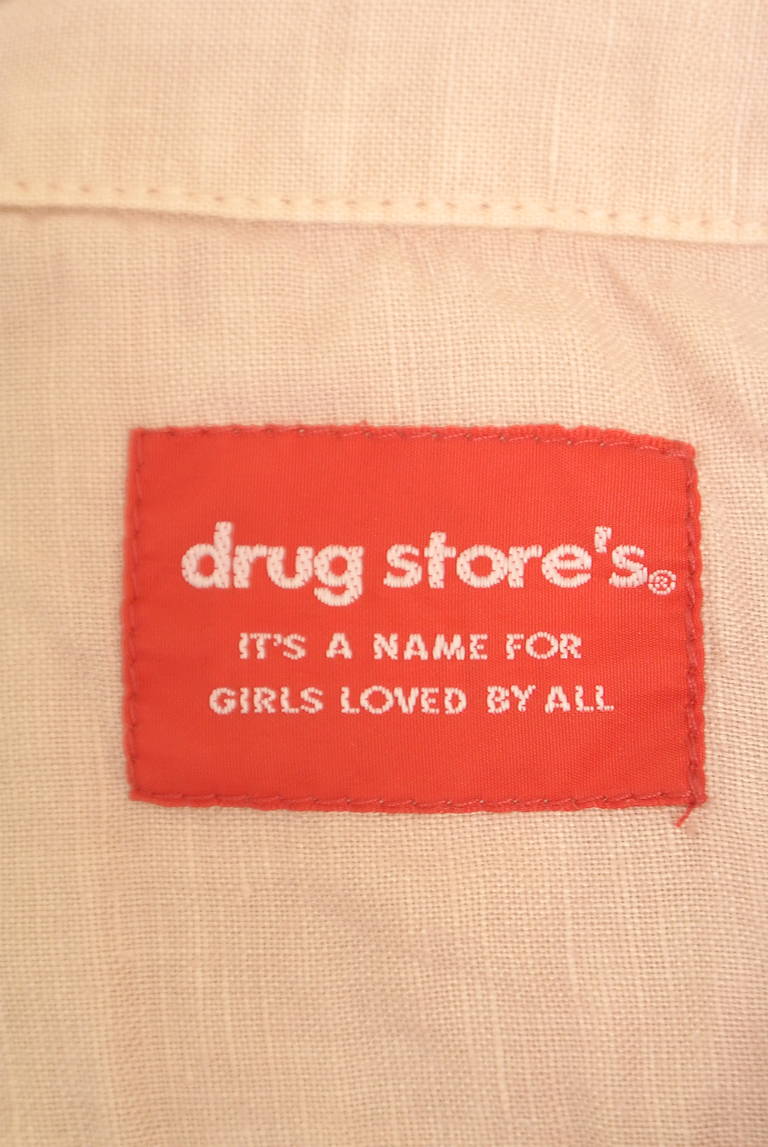 drug store's®
IT'S A NAME FOR
GIRLS LOVED BY ALL